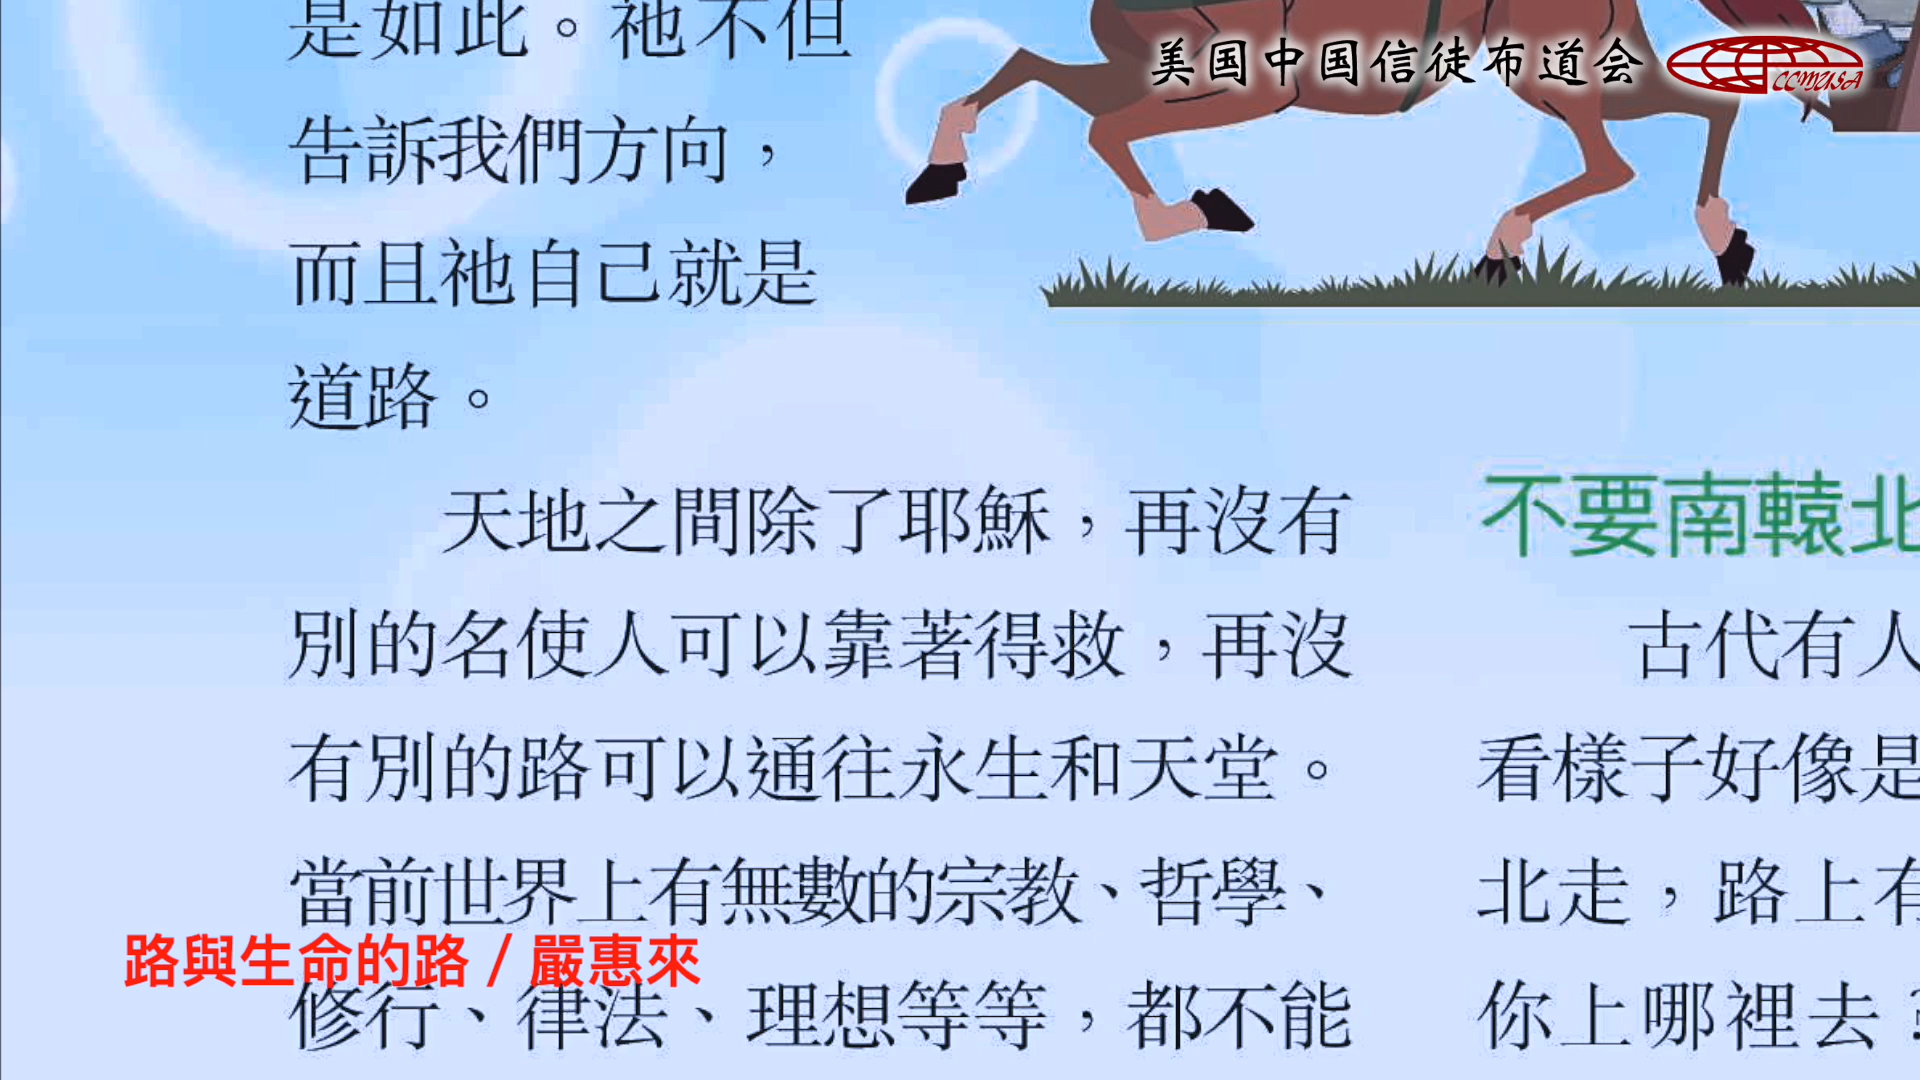 美国中国信徒布道会
CCMUSA
是如此。祂不但
告訴我們方向，
而且祂自己就是
道路。
天地之間除了耶穌，再沒有
別的名使人可以靠著得救，再沒
有別的路可以通往永生和天堂。
當前世界上有無數的宗教、哲學、
修行、律法、理想等等，都不能
不要南轅北
古代有人
看樣子好像是
北走，路上有
你上哪裡去？
路與生命的路 / 嚴惠來